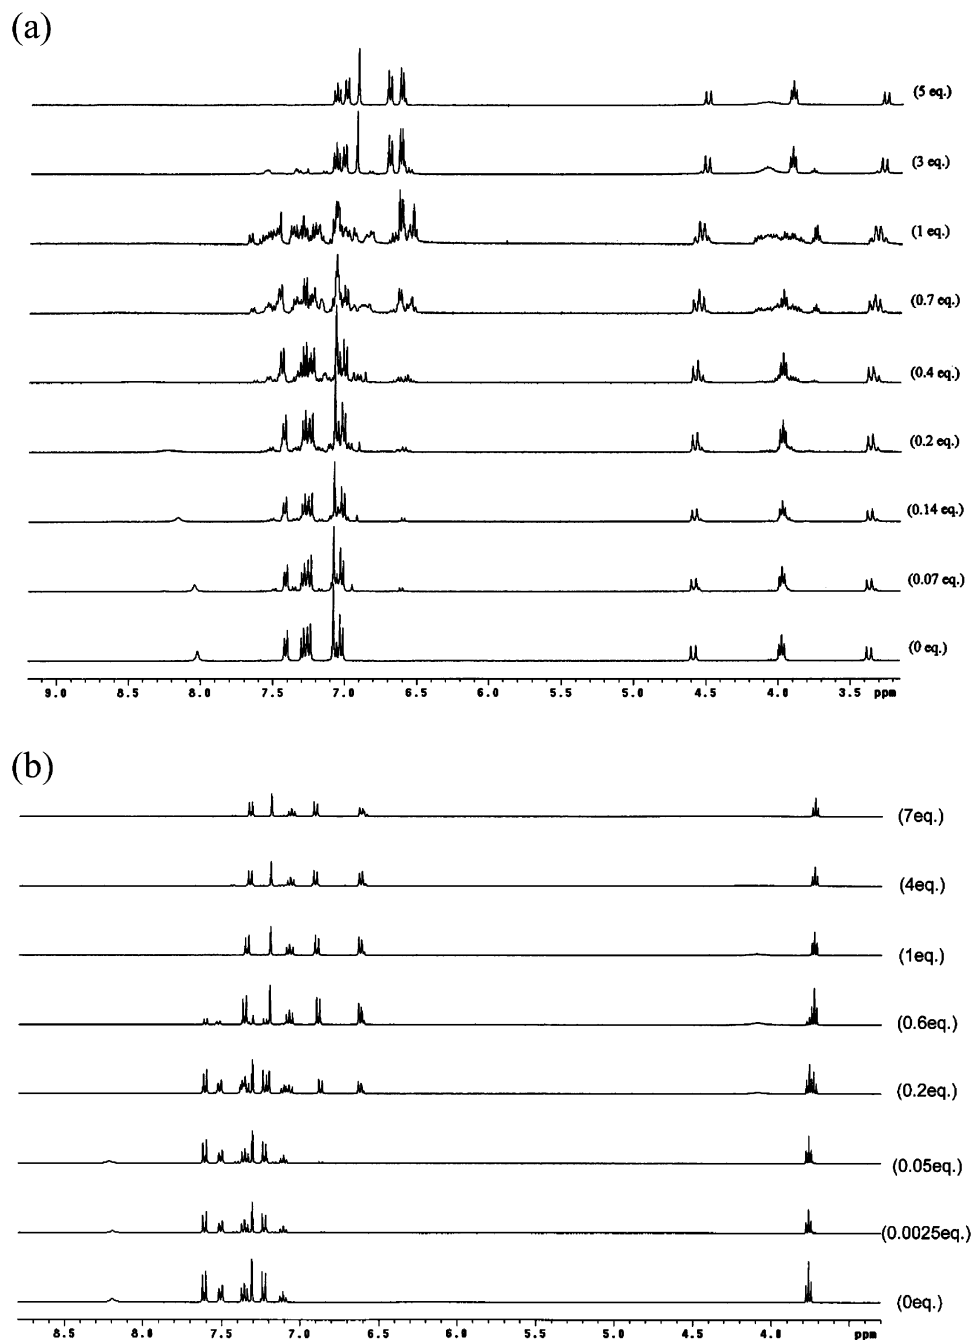 (a)
(5 eq.)
(3 eq.)
(1 eq.)
(0.7 eq.)
(0.4 eq.)
(0.2 eq.)
(0.14 eq.)
(0.07 eq.)
(0 eq.)
9.0 8.5 8.0 7.5 7.0 6.5 6.0 5.5 5.0 4.5 4.0 3.5 ppm
(b)
(7eq.)
(4eq.)
(1eq.)
(0.6eq.)
(0.2eq.)
(0.05eq.)
(0.0025eq.)
(0eq.)
8.5 8.0 7.5 7.0 6.5 6.0 5.5 5.0 4.5 4.0 ppm